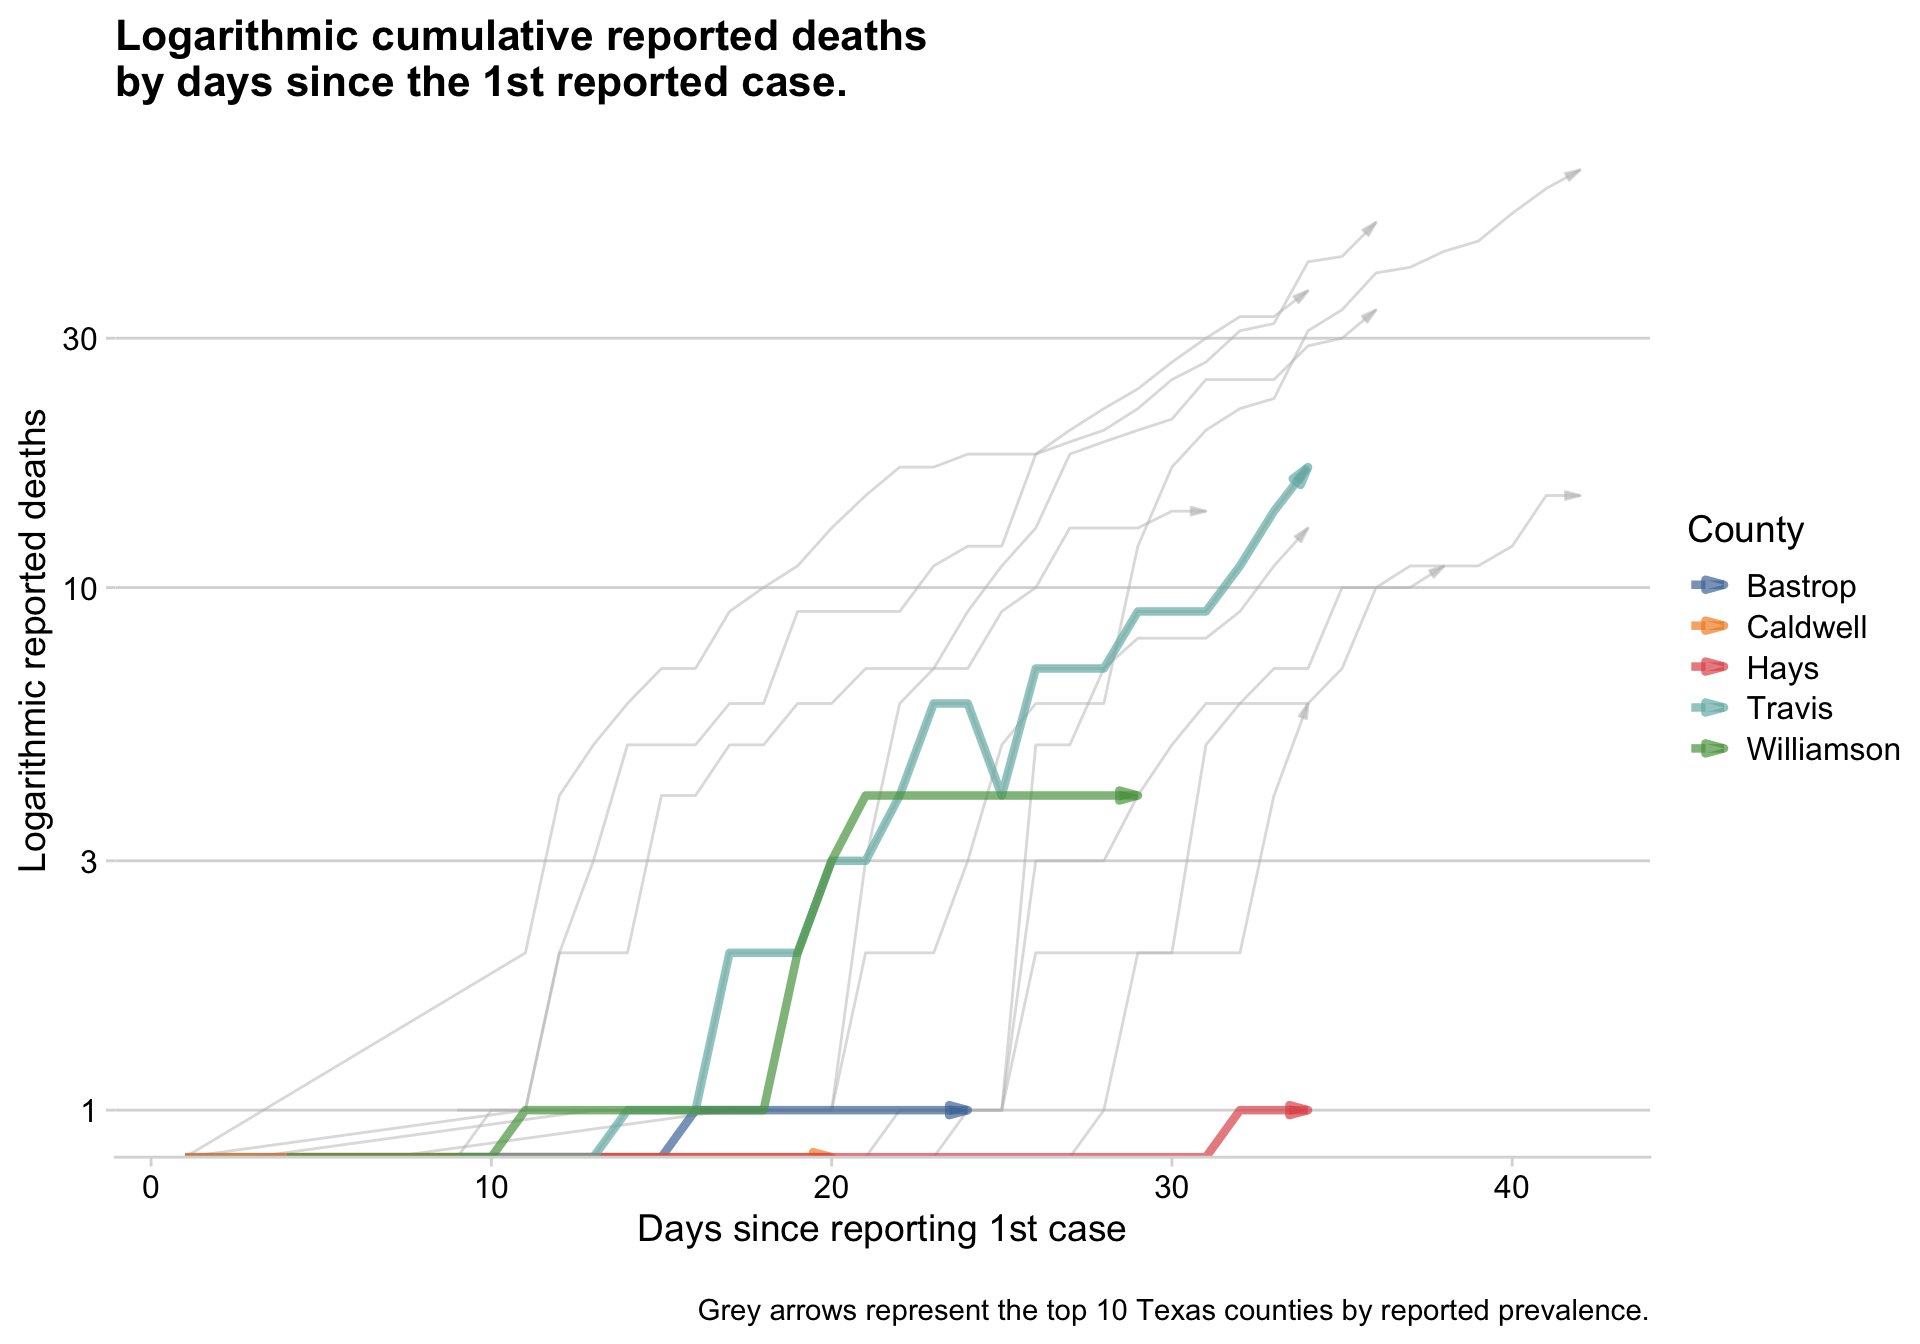 Logarithmic cumulative reported deaths
by days since the 1st reported case.
30
10
3
1
Logarithmic reported deaths
0 10 20 30 40
Days since reporting 1st case
County
Bastrop
Caldwell
Hays
Travis
Williamson
Grey arrows represent the top 10 Texas counties by reported prevalence.